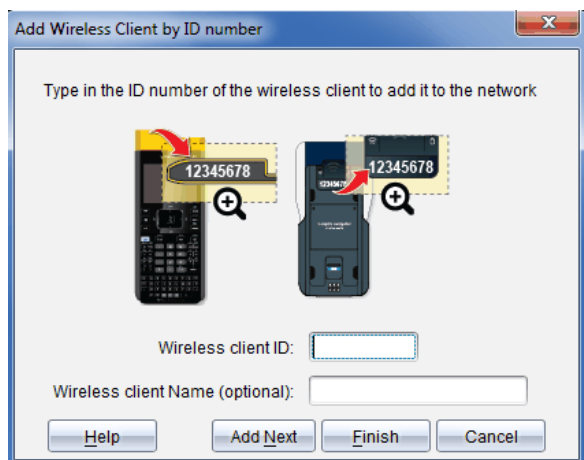 Add Wireless Client by ID number
Type in the ID number of the wireless client to add it to the network
12345678
12345678
12345678
Wireless client ID:
Wireless client Name (optional):
Help
Add Next
Finish
Cancel